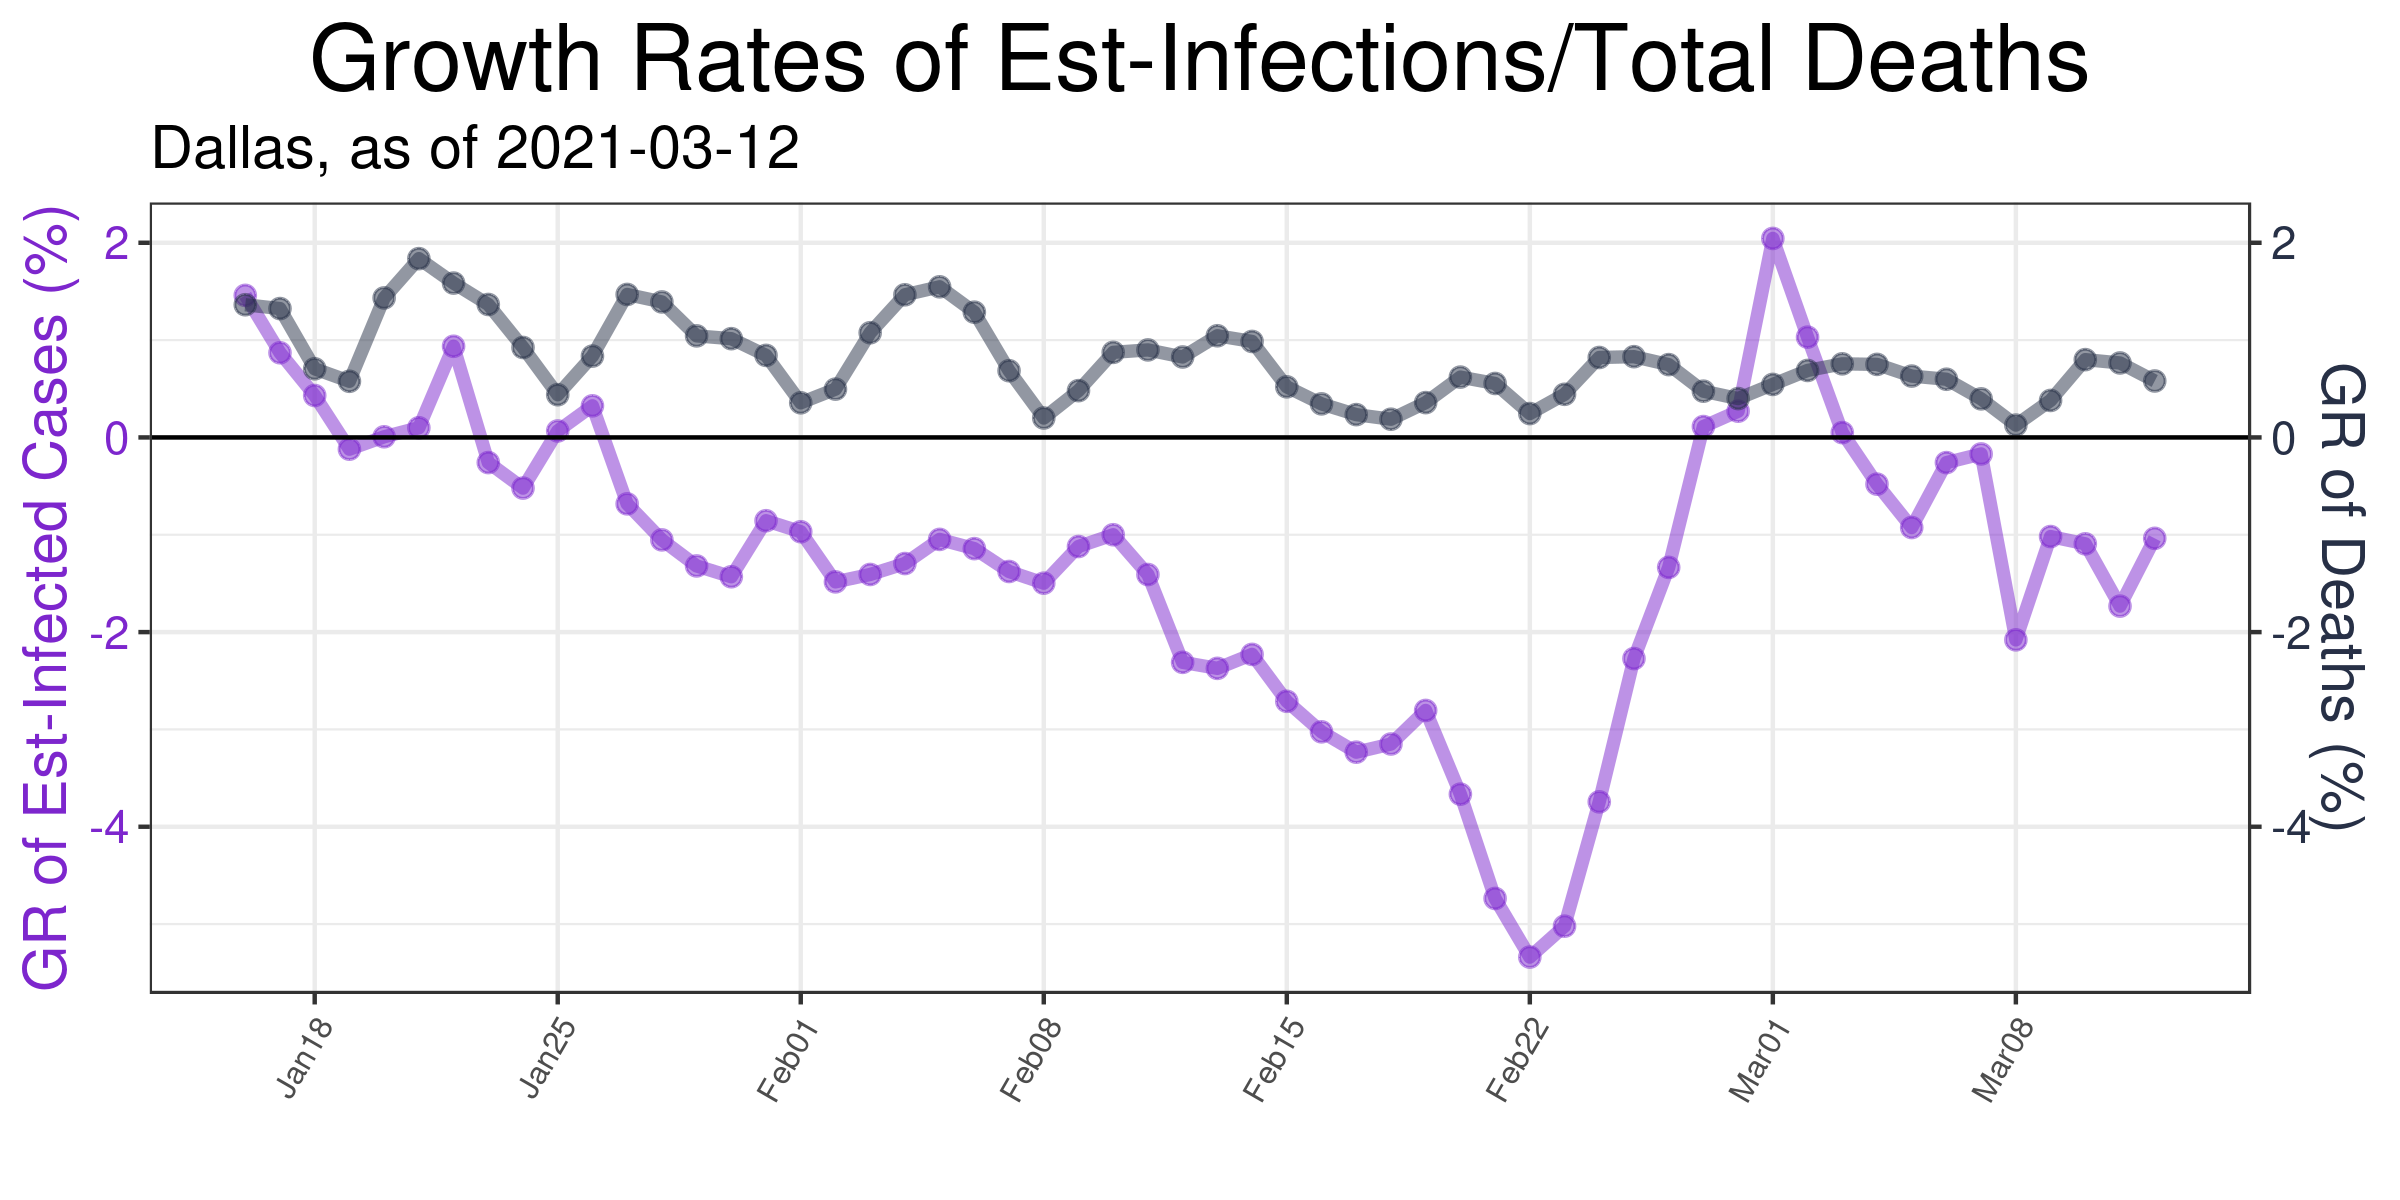 Growth Rates of Est-Infections/Total Deaths
Dallas, as of 2021-03-12
GR of Est-Infected Cases (%)
2
0
-2
-4
2
0
-2
-4
GR of Deaths (%)
Jan18
Jan25
Feb01
Feb08
Feb15
Feb22
Mar01
Mar08